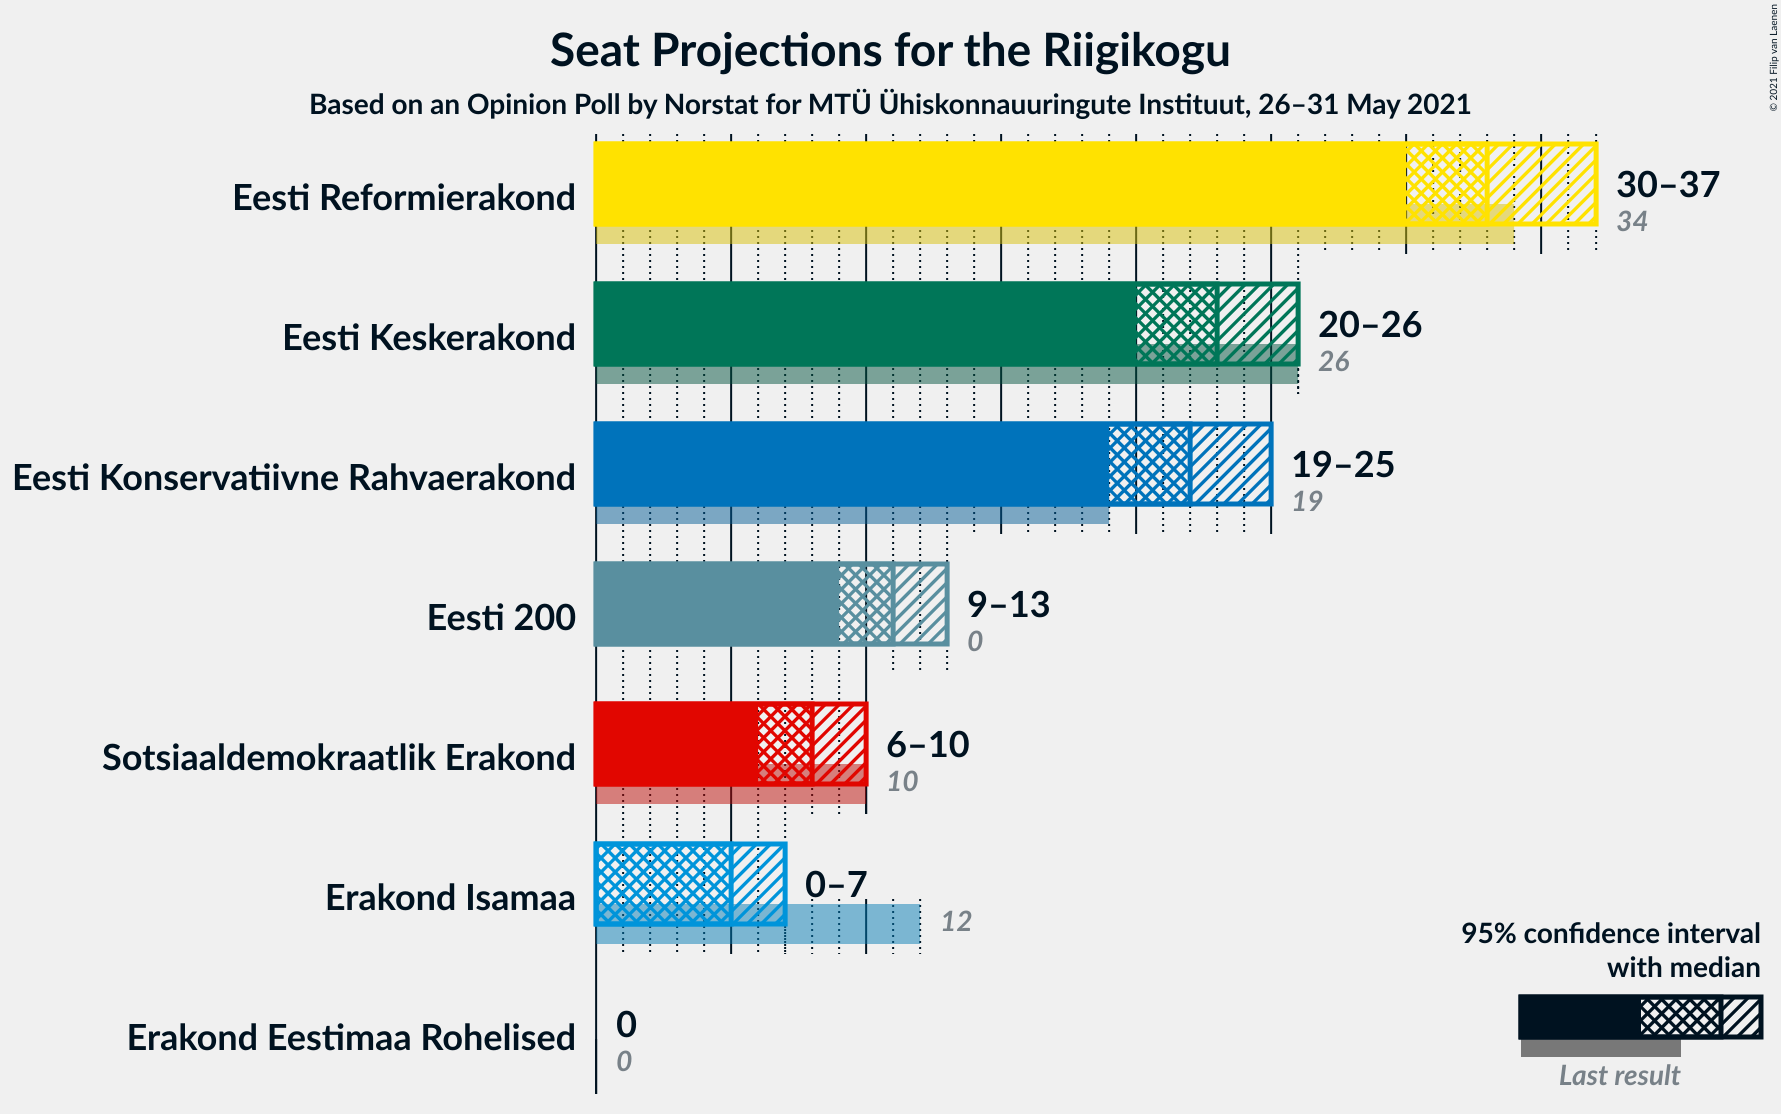 Seat Projections for the Riigikogu
Based on an Opinion Poll by Norstat for MTÜ Ühiskonnauuringute Instituut, 26–31 May 2021
© 2021 Filip van Laenen
Eesti Reformierakond
30–37
34
Eesti Keskerakond
20–26
26
Eesti Konservatiivne Rahvaerakond
19–25
19
Eesti 200
9–13
0
Sotsiaaldemokraatlik Erakond
6–10
10
Erakond Isamaa
0–7
12
Erakond Eestimaa Rohelised
0
0
95% confidence interval
with median
Last result